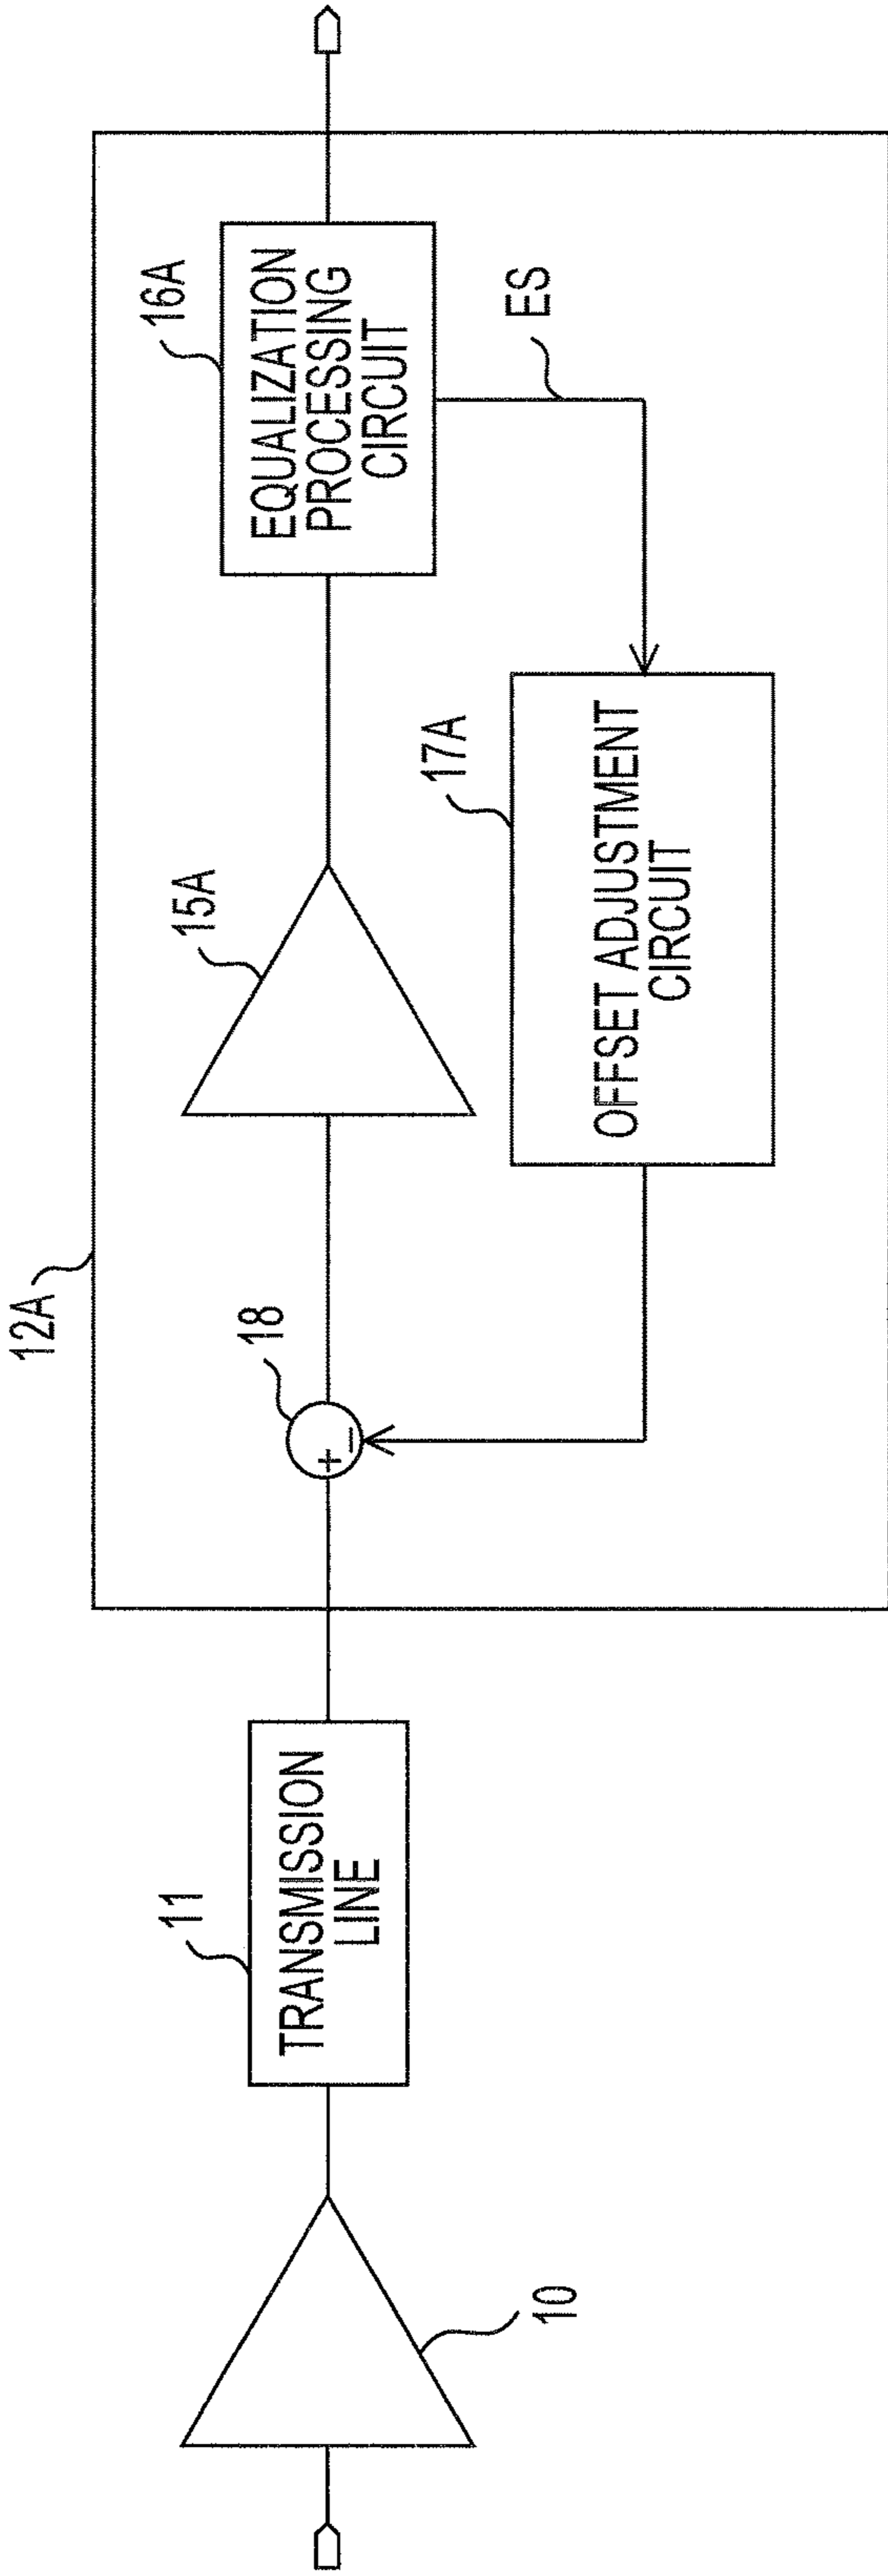 12A
10
11
TRANSMISSION
LINE
18
+
−
15A
16A
EQUALIZATION
PROCESSING
CIRCUIT
ES
17A
OFFSET ADJUSTMENT
CIRCUIT